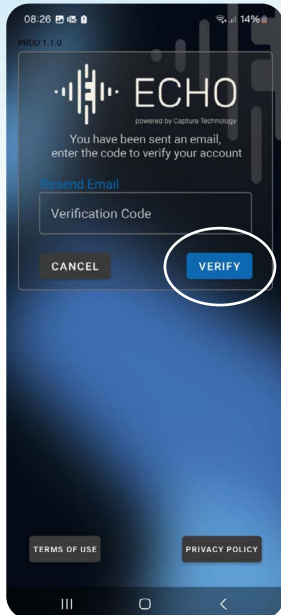 08:26
14%
PROD 1.1.0
ECHO
powered by Capture Technology
You have been sent an email,
enter the code to verify your account
Resend Email
Verification Code
CANCEL VERIFY
TERMS OF USE PRIVACY POLICY